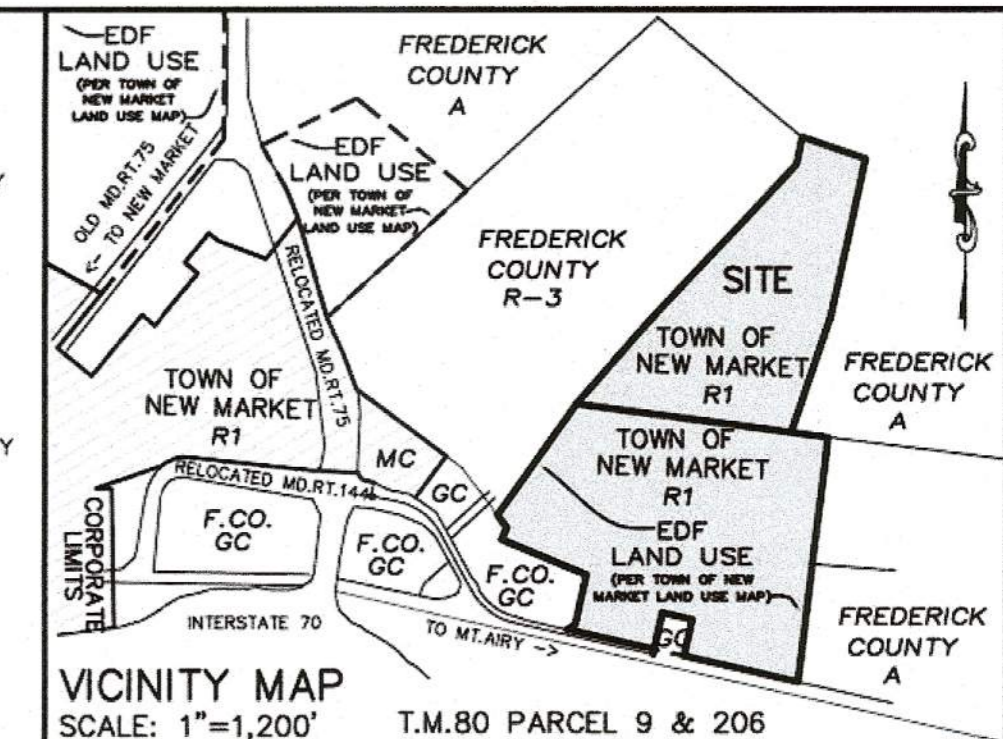 EDF
LAND USE
(PER TOWN OF
NEW MARKET
LAND USE MAP)
OLD MD.RT.75
<- TO NEW MARKET
FREDERICK
COUNTY
A
EDF
LAND USE
(PER TOWN OF
NEW MARKET
LAND USE MAP)
RELOCATED MD.RT.75
FREDERICK
COUNTY
R-3
SITE
TOWN OF
NEW MARKET
R1
FREDERICK
COUNTY
A
TOWN OF
NEW MARKET
R1
MC
GC
RELOCATED MD.RT.144
F.CO.
GC
F.CO.
GC
F.CO.
GC
CORPORATE
LIMITS
INTERSTATE 70
TO MT.AIRY ->
TOWN OF
NEW MARKET
R1
EDF
LAND USE
(PER TOWN OF NEW
MARKET LAND USE MAP)
GC
FREDERICK
COUNTY
A
VICINITY MAP
SCALE: 1"=1,200'
T.M.80 PARCEL 9 & 206
Y
Y